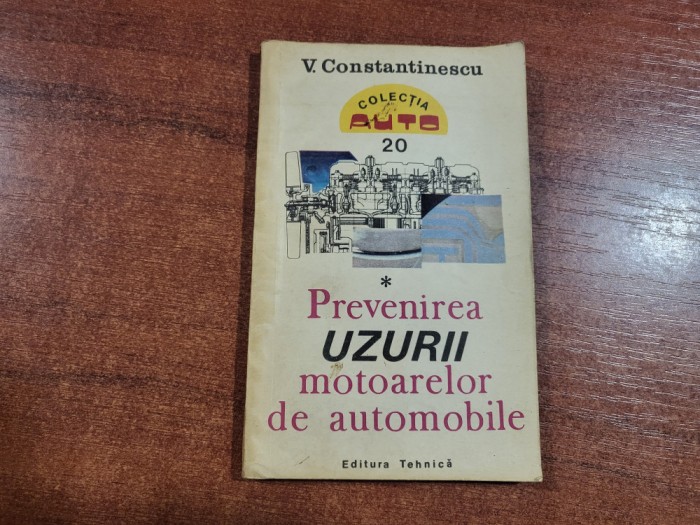 V. Constantinescu
COLECȚIA
AUTO
20
*
Prevenirea
UZURII
motoarelor
de automobile
Editura Tehnică